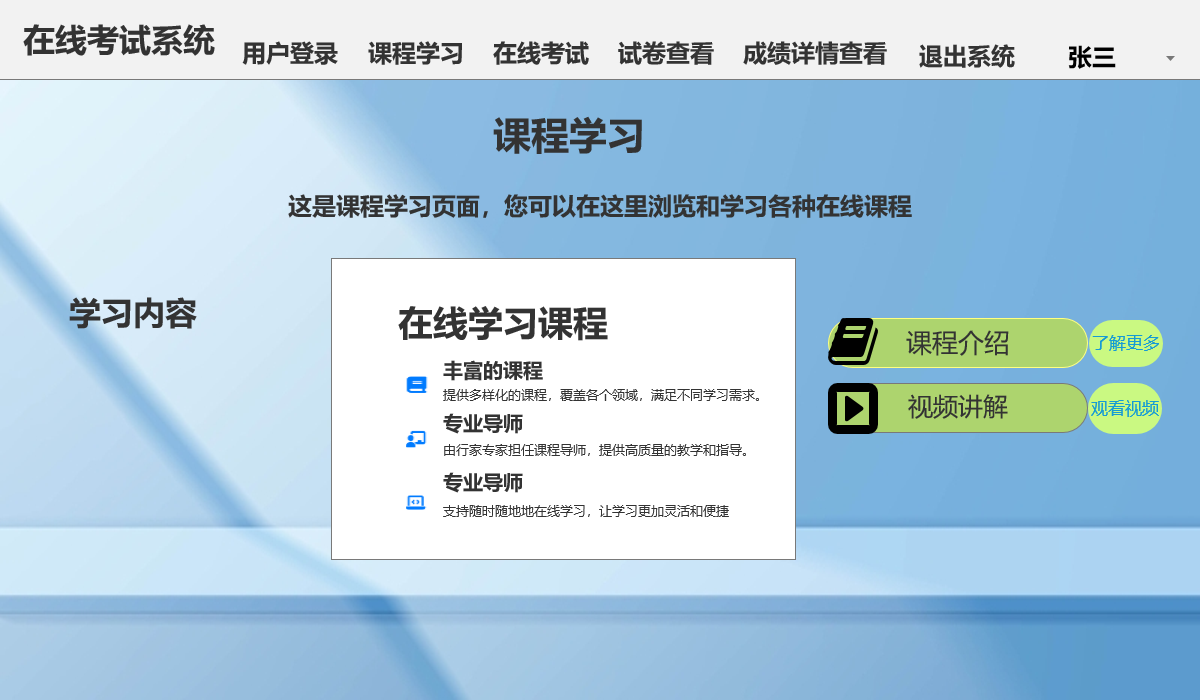 在线考试系统
用户登录 课程学习 在线考试 试卷查看 成绩详情查看 退出系统 张三
课程学习
这是课程学习页面，您可以在这里浏览和学习各种在线课程
学习内容
在线学习课程
丰富的课程
提供多样化的课程，覆盖各个领域，满足不同学习需求。
专业导师
由行家专家担任课程导师，提供高质量的教学和指导。
专业导师
支持随时随地地在线学习，让学习更加灵活和便捷
课程介绍 了解更多
视频讲解 观看视频